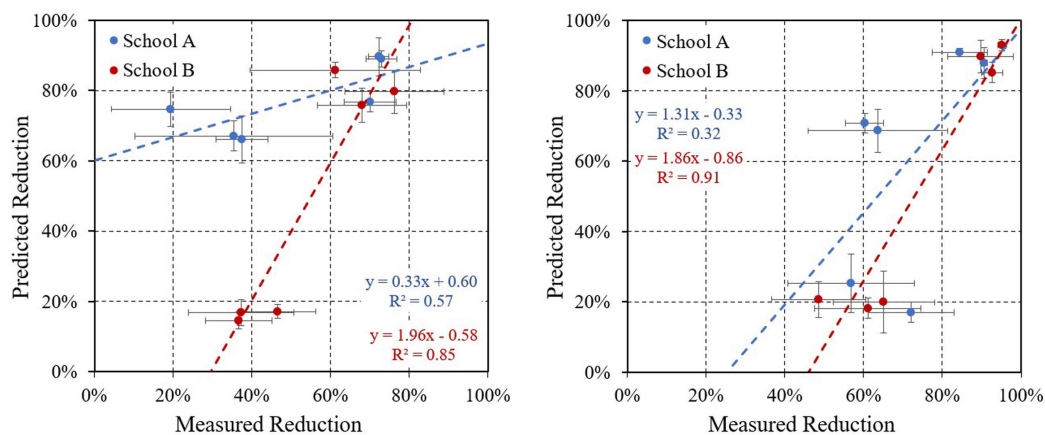 100%
80%
60%
40%
20%
0%
Predicted Reduction
School A
School B
y = 0.33x + 0.60
R² = 0.57
y = 1.96x - 0.58
R² = 0.85
0% 20% 40% 60% 80% 100%
Measured Reduction
100%
80%
60%
40%
20%
0%
Predicted Reduction
School A
School B
y = 1.31x - 0.33
R² = 0.32
y = 1.86x - 0.86
R² = 0.91
0% 20% 40% 60% 80% 100%
Measured Reduction